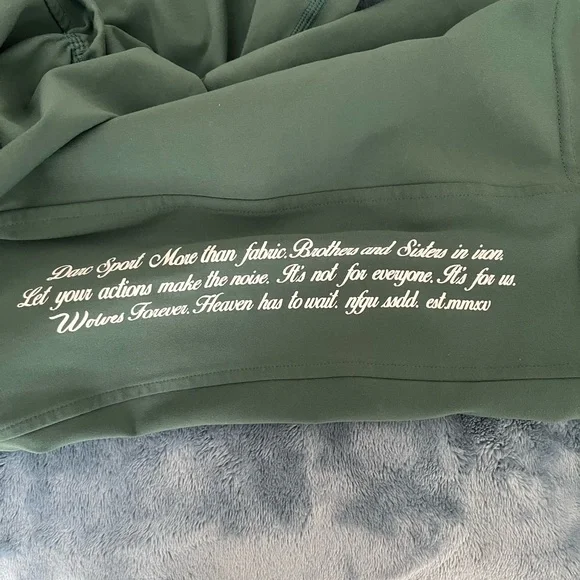 Darc Sport More than fabric. Brothers and Sisters in iron.
Let your actions make the noise. It's not for everyone. It's for us.
Wolves Forever. Heaven has to wait. nfgu ssdd. est.mmxv